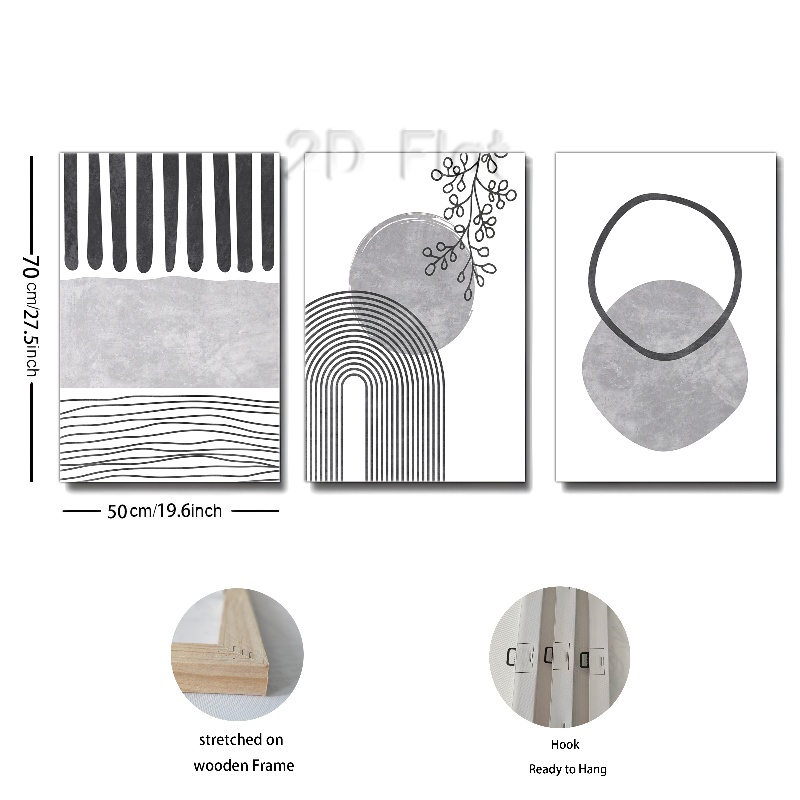 2D Flat
70 cm/27.5inch
50 cm/19.6inch
stretched on
wooden Frame
Hook
Ready to Hang